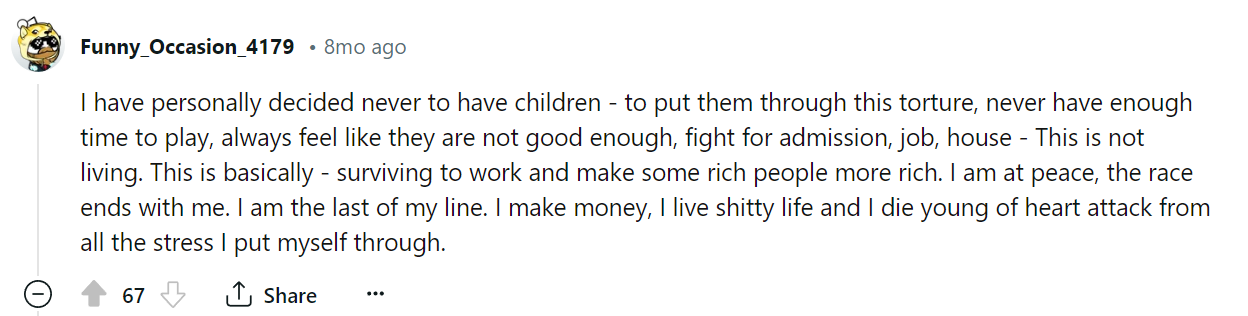 Funny_Occasion_4179 • 8mo ago
I have personally decided never to have children - to put them through this torture, never have enough
time to play, always feel like they are not good enough, fight for admission, job, house - This is not
living. This is basically - surviving to work and make some rich people more rich. I am at peace, the race
ends with me. I am the last of my line. I make money, I live shitty life and I die young of heart attack from
all the stress I put myself through.
67 Share ...